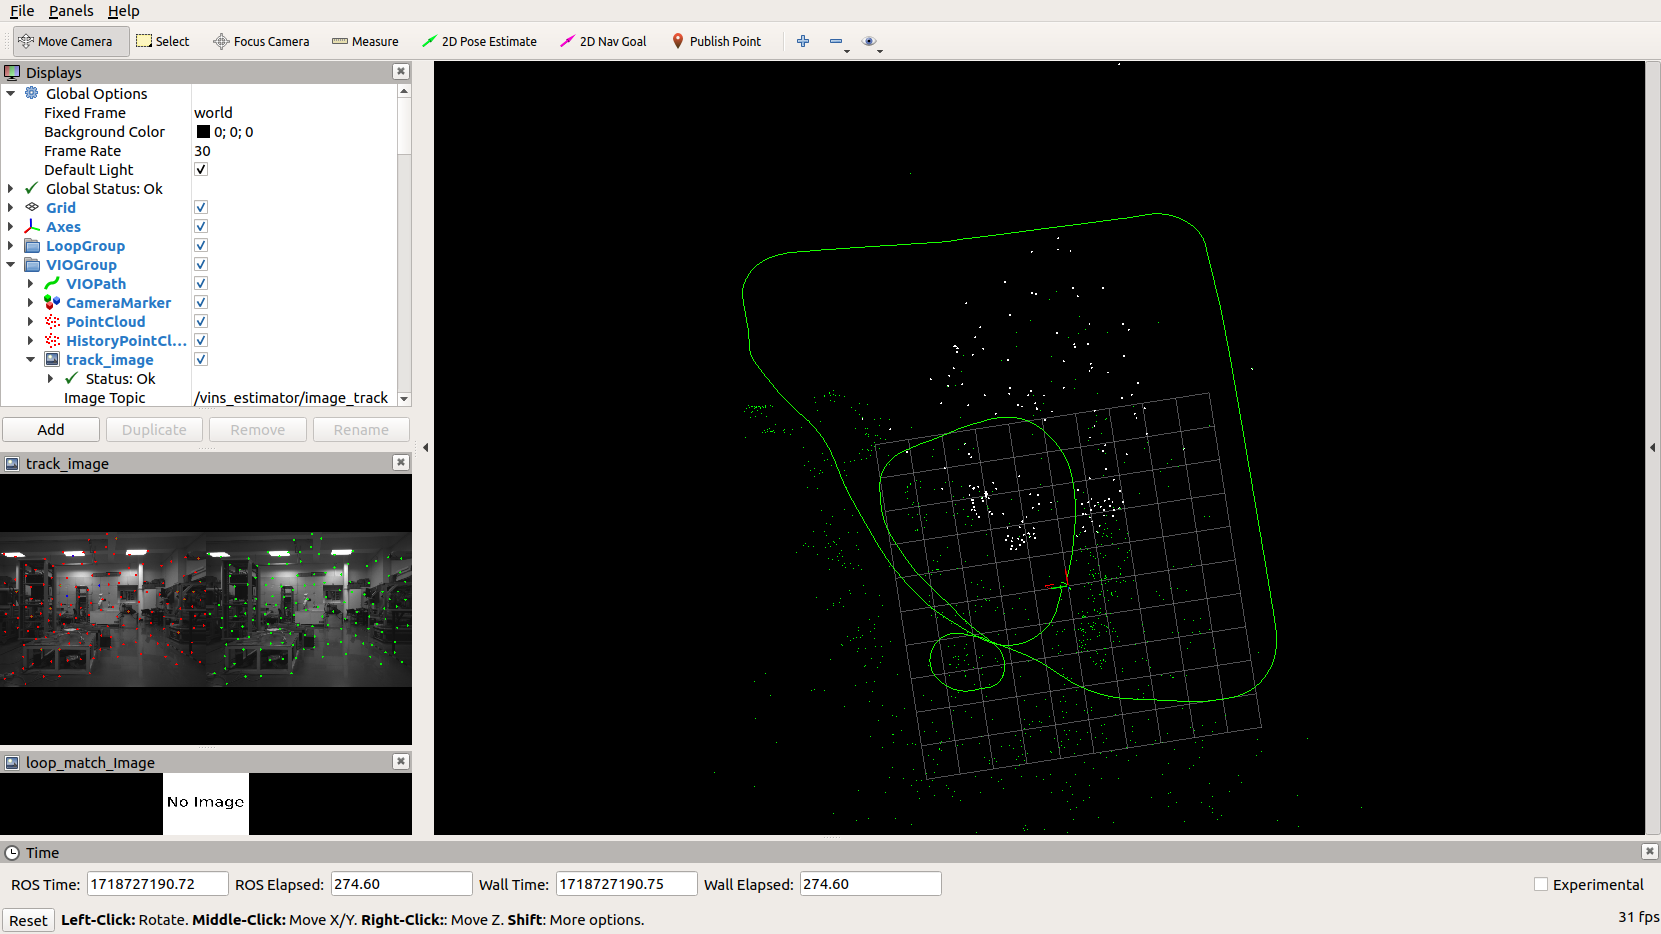 File Panels Help
Move Camera Select Focus Camera Measure 2D Pose Estimate 2D Nav Goal Publish Point
Displays
Global Options
Fixed Frame world
Background Color 0; 0; 0
Frame Rate 30
Default Light
Global Status: Ok
Grid
Axes
LoopGroup
VIOGroup
VIOPath
CameraMarker
PointCloud
HistoryPointCl...
track_image
Status: Ok
Image Topic /vins_estimator/image_track
Add Duplicate Remove Rename
track_image
loop_match_Image
No Image
Time
ROS Time: 1718727190.72 ROS Elapsed: 274.60 Wall Time: 1718727190.75 Wall Elapsed: 274.60 Experimental
Reset Left-Click: Rotate. Middle-Click: Move X/Y. Right-Click:: Move Z. Shift: More options. 31 fps